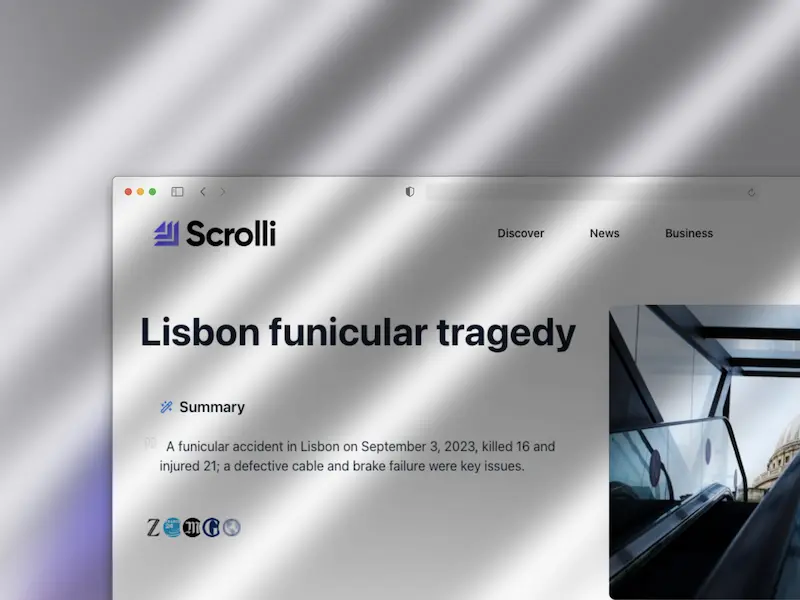 Scrolli
Discover
News
Business
Lisbon funicular tragedy
Summary
A funicular accident in Lisbon on September 3, 2023, killed 16 and
injured 21; a defective cable and brake failure were key issues.
Z
m
G